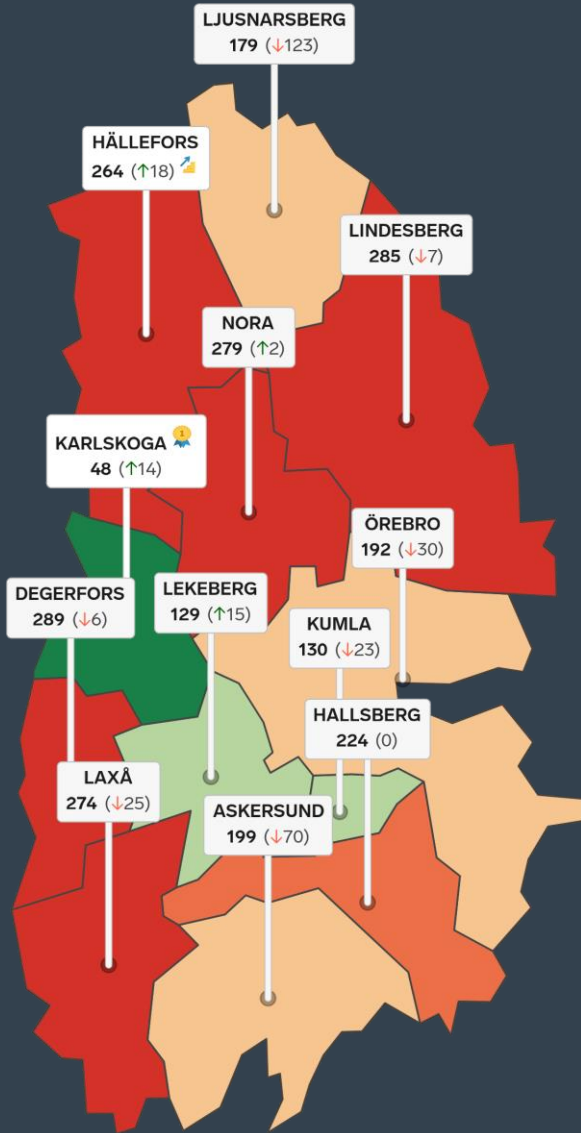 LJUSNARSBERG
179 (↓123)
HÄLLEFORS
264 (↑18)
LINDESBERG
285 (↓7)
NORA
279 (↑2)
KARLSKOGA 1
48 (↑14)
ÖREBRO
192 (↓30)
DEGERFORS
289 (↓6)
LEKEBERG
129 (↑15)
KUMLA
130 (↓23)
HALLSBERG
224 (0)
LAXÅ
274 (↓25)
ASKERSUND
199 (↓70)